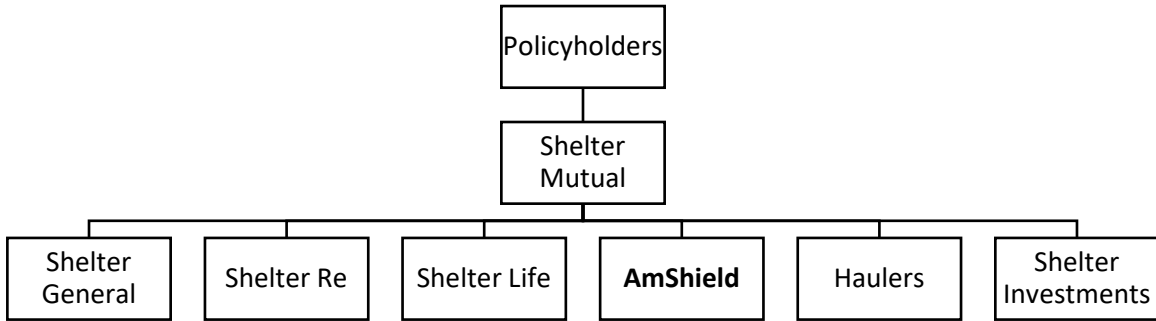 Policyholders
Shelter
Mutual
Shelter
General
Shelter Re
Shelter Life
AmShield
Haulers
Shelter
Investments